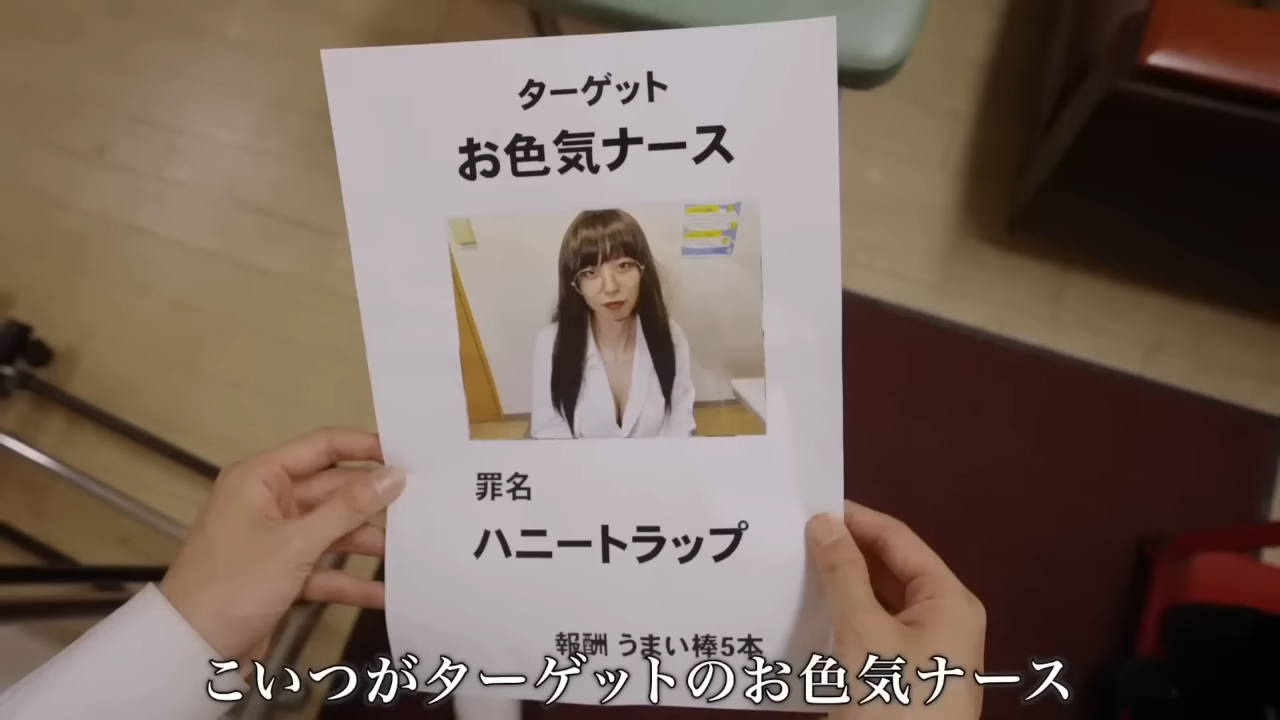 ターゲット
お色気ナース
罪名
ハニートラップ
報酬 うまい棒5本
こいつがターゲットのお色気ナース